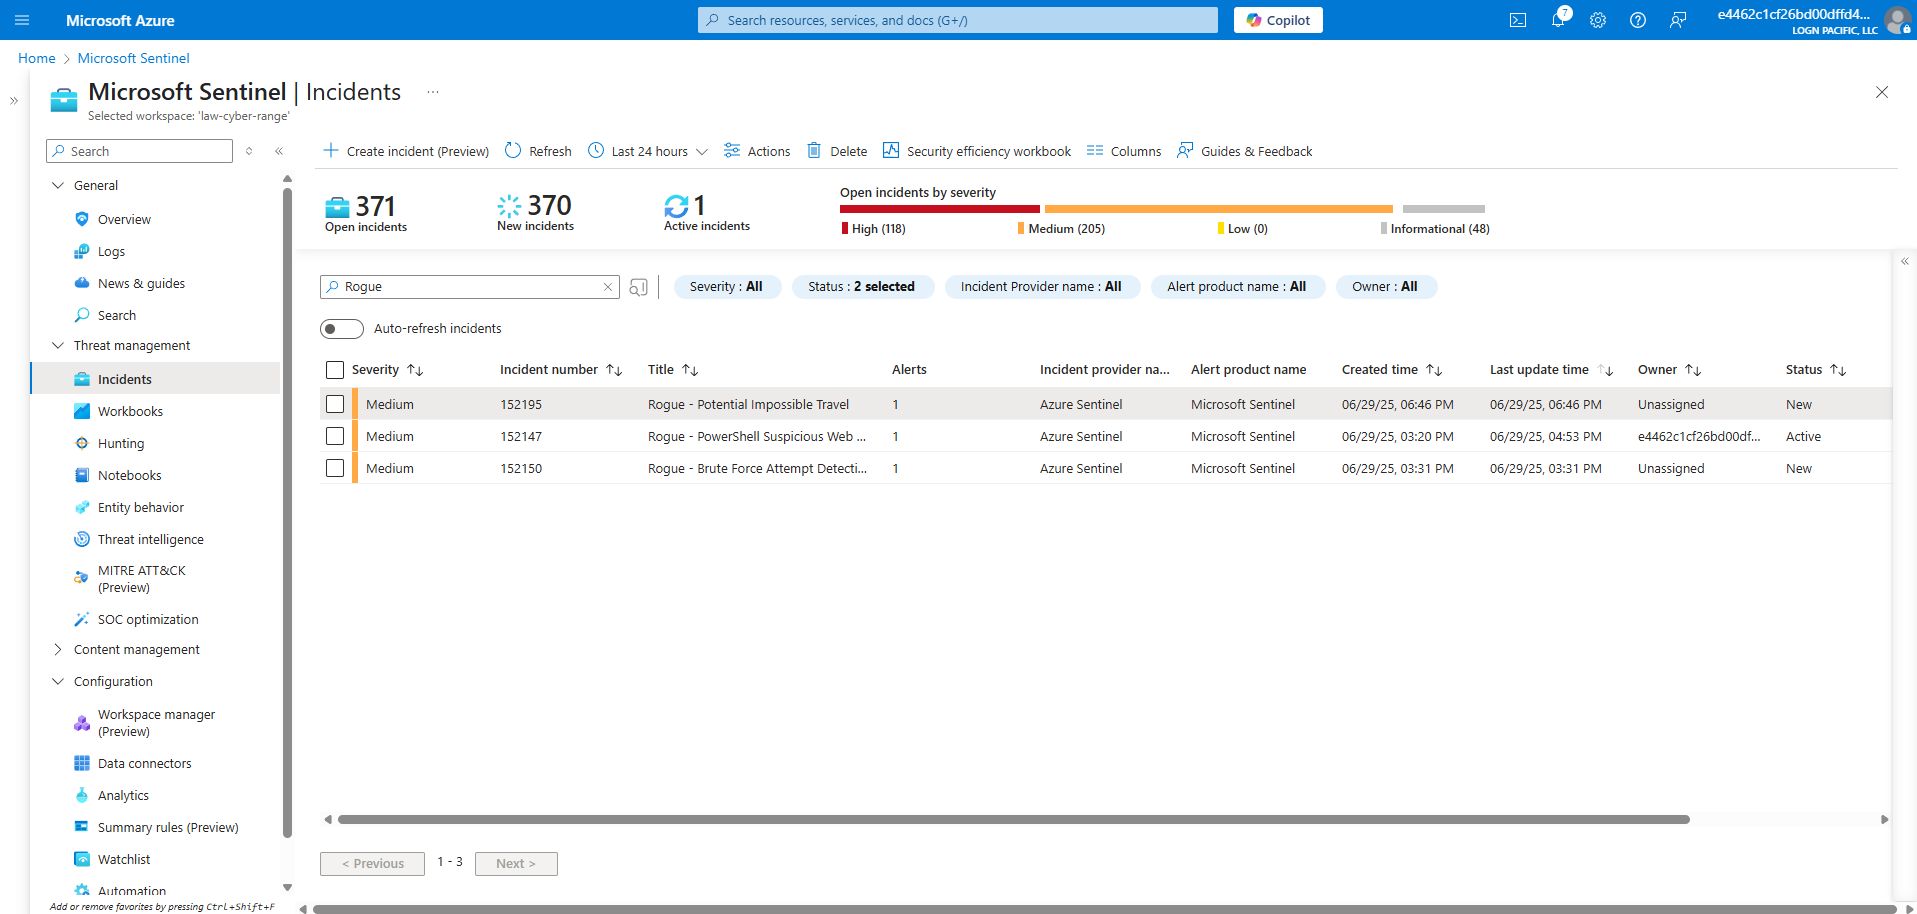 Microsoft Azure
Search resources, services, and docs (G+/)
Copilot
7
e4462c1cf26bd00dffd4...
LOGN PACIFIC, LLC
Home > Microsoft Sentinel
Microsoft Sentinel | Incidents ...
Selected workspace: 'law-cyber-range'
Search
General
Overview
Logs
News & guides
Search
Threat management
Incidents
Workbooks
Hunting
Notebooks
Entity behavior
Threat intelligence
MITRE ATT&CK
(Preview)
SOC optimization
Content management
Configuration
Workspace manager
(Preview)
Data connectors
Analytics
Summary rules (Preview)
Watchlist
Automation
Add or remove favorites by pressing Ctrl+Shift+F
Create incident (Preview) Refresh Last 24 hours Actions Delete Security efficiency workbook Columns Guides & Feedback
371
Open incidents
370
New incidents
1
Active incidents
Open incidents by severity
High (118) Medium (205) Low (0) Informational (48)
Rogue
Severity : All Status : 2 selected Incident Provider name : All Alert product name : All Owner : All
Auto-refresh incidents
Severity Incident number Title Alerts Incident provider na... Alert product name Created time Last update time Owner Status
Medium 152195 Rogue - Potential Impossible Travel 1 Azure Sentinel Microsoft Sentinel 06/29/25, 06:46 PM 06/29/25, 06:46 PM Unassigned New
Medium 152147 Rogue - PowerShell Suspicious Web ... 1 Azure Sentinel Microsoft Sentinel 06/29/25, 03:20 PM 06/29/25, 04:53 PM e4462c1cf26bd00df... Active
Medium 152150 Rogue - Brute Force Attempt Detecti... 1 Azure Sentinel Microsoft Sentinel 06/29/25, 03:31 PM 06/29/25, 03:31 PM Unassigned New
< Previous 1 - 3 Next >